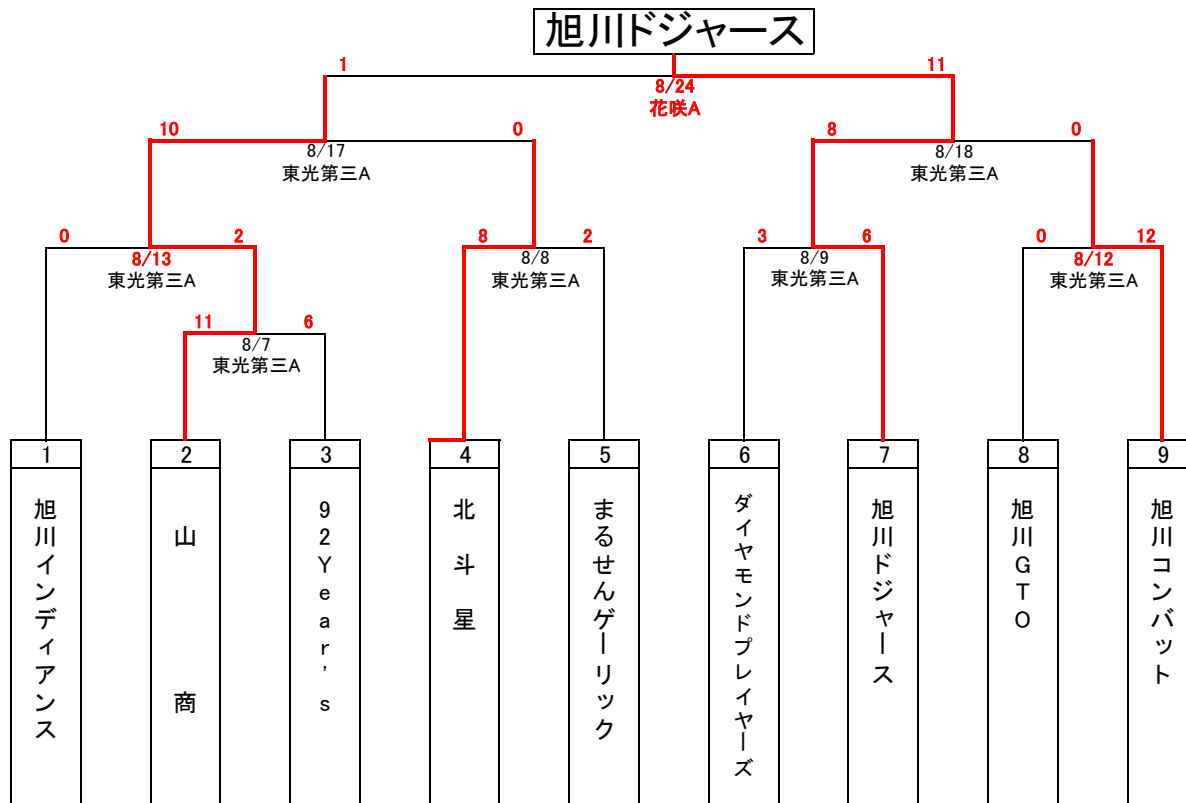 旭川ドジャース
1
11
8/24
花咲A
10
0
8
0
8/17
東光第三A
8/18
東光第三A
0
2
8
2
3
6
0
12
8/13
東光第三A
8/8
東光第三A
8/9
東光第三A
8/12
東光第三A
11
6
8/7
東光第三A
1
2
3
4
5
6
7
8
9
旭川インディアンス
山商
92Year's
北斗星
まるせんゲーリック
ダイヤモンドプレイヤーズ
旭川ドジャース
旭川GTO
旭川コンバット